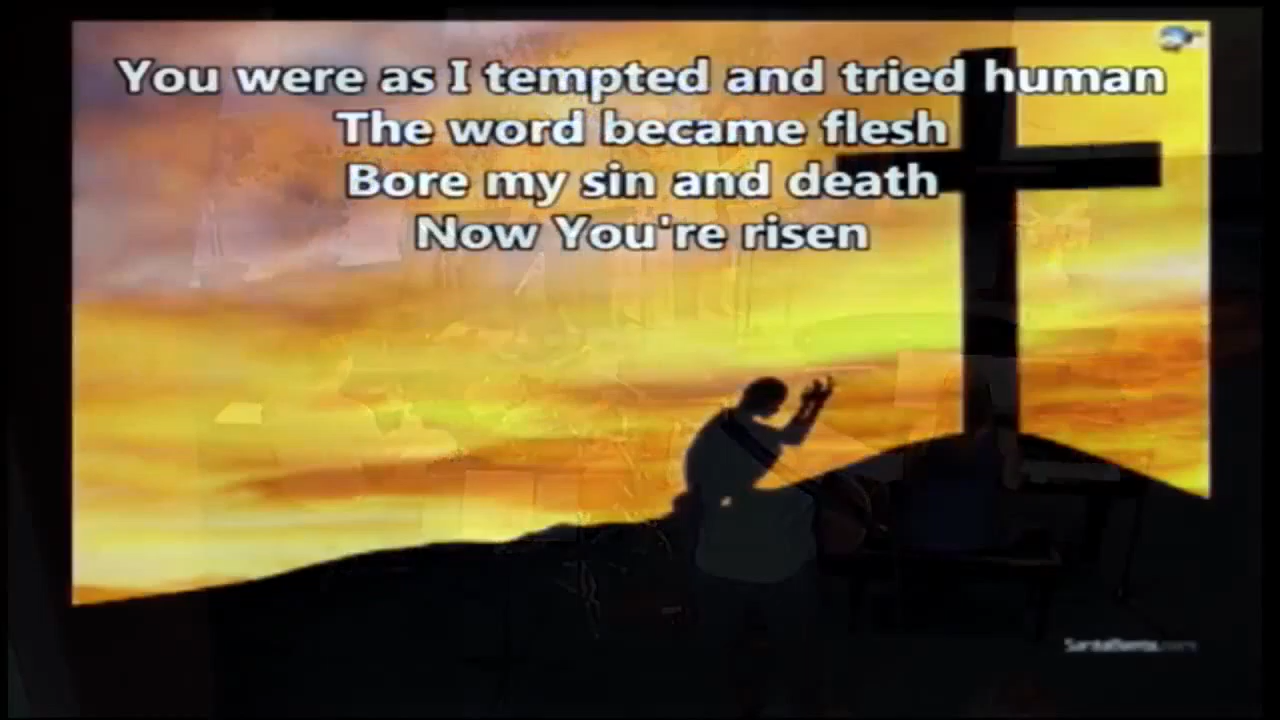 You were as I tempted and tried human
The word became flesh
Bore my sin and death
Now You're risen